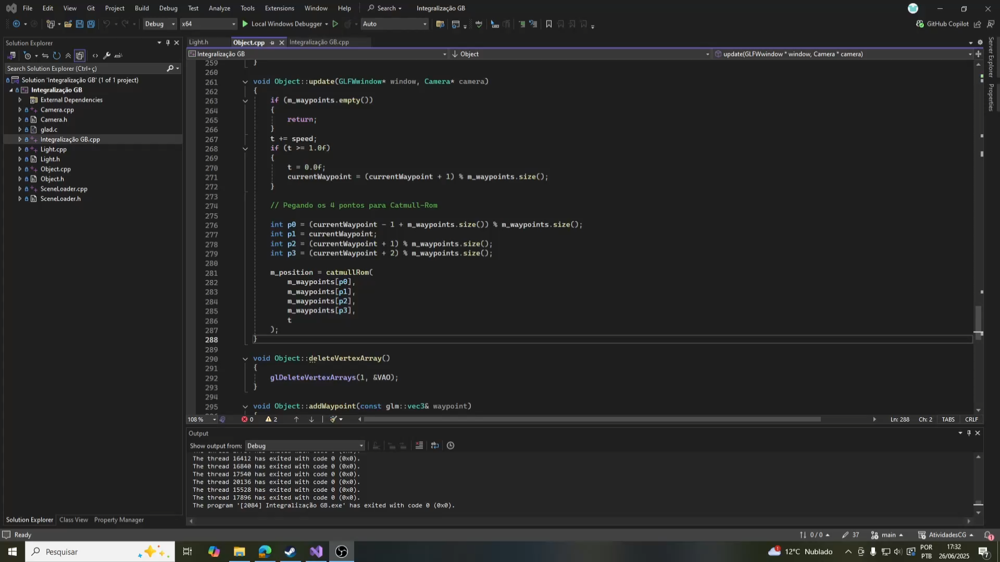 File Edit View Git Project Build Debug Test Analyze Tools Extensions Window Help Search Integralização GB
Debug x64 Local Windows Debugger Auto GitHub Copilot
Solution Explorer
Search Solution Explorer (Ctrl+ç)
Solution 'Integralização GB' (1 of 1 project)
Integralização GB
External Dependencies
Camera.cpp
Camera.h
glad.c
Integralização GB.cpp
Light.cpp
Light.h
Object.cpp
Object.h
SceneLoader.cpp
SceneLoader.h
Solution Explorer Class View Property Manager
Light.h Object.cpp Integralização GB.cpp
Integralização GB Object update(GLFWwindow * window, Camera * camera)
259 }
260
261 void Object::update(GLFWwindow* window, Camera* camera)
262 {
263 if (m_waypoints.empty())
264 {
265 return;
266 }
267 t += speed;
268 if (t >= 1.0f)
269 {
270 t = 0.0f;
271 currentWaypoint = (currentWaypoint + 1) % m_waypoints.size();
272 }
273
274 // Pegando os 4 pontos para Catmull-Rom
275
276 int p0 = (currentWaypoint - 1 + m_waypoints.size()) % m_waypoints.size();
277 int p1 = currentWaypoint;
278 int p2 = (currentWaypoint + 1) % m_waypoints.size();
279 int p3 = (currentWaypoint + 2) % m_waypoints.size();
280
281 m_position = catmullRom(
282 m_waypoints[p0],
283 m_waypoints[p1],
284 m_waypoints[p2],
285 m_waypoints[p3],
286 t
287 );
288 }
289
290 void Object::deleteVertexArray()
291 {
292 glDeleteVertexArrays(1, &VAO);
293 }
294
295 void Object::addWaypoint(const glm::vec3& waypoint)
108 % 0 2 Ln: 288 Ch: 2 TABS CRLF
Output
Show output from: Debug
The thread 16412 has exited with code 0 (0x0).
The thread 16840 has exited with code 0 (0x0).
The thread 17540 has exited with code 0 (0x0).
The thread 20136 has exited with code 0 (0x0).
The thread 15528 has exited with code 0 (0x0).
The thread 17896 has exited with code 0 (0x0).
The program '[2084] Integralização GB.exe' has exited with code 0 (0x0).
Server Explorer
Properties
Ready 0 / 0 37 main AtividadesCG 1
Pesquisar 1 12°C Nublado POR PTB 17:32 26/06/2025 7